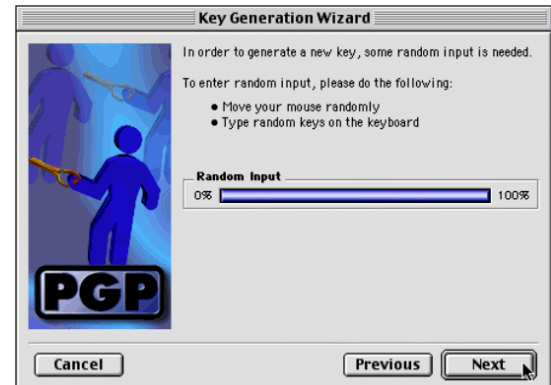 Key Generation Wizard
In order to generate a new key, some random input is needed.
To enter random input, please do the following:
• Move your mouse randomly
• Type random keys on the keyboard
Random Input
0% 100%
PGP
Cancel Previous Next